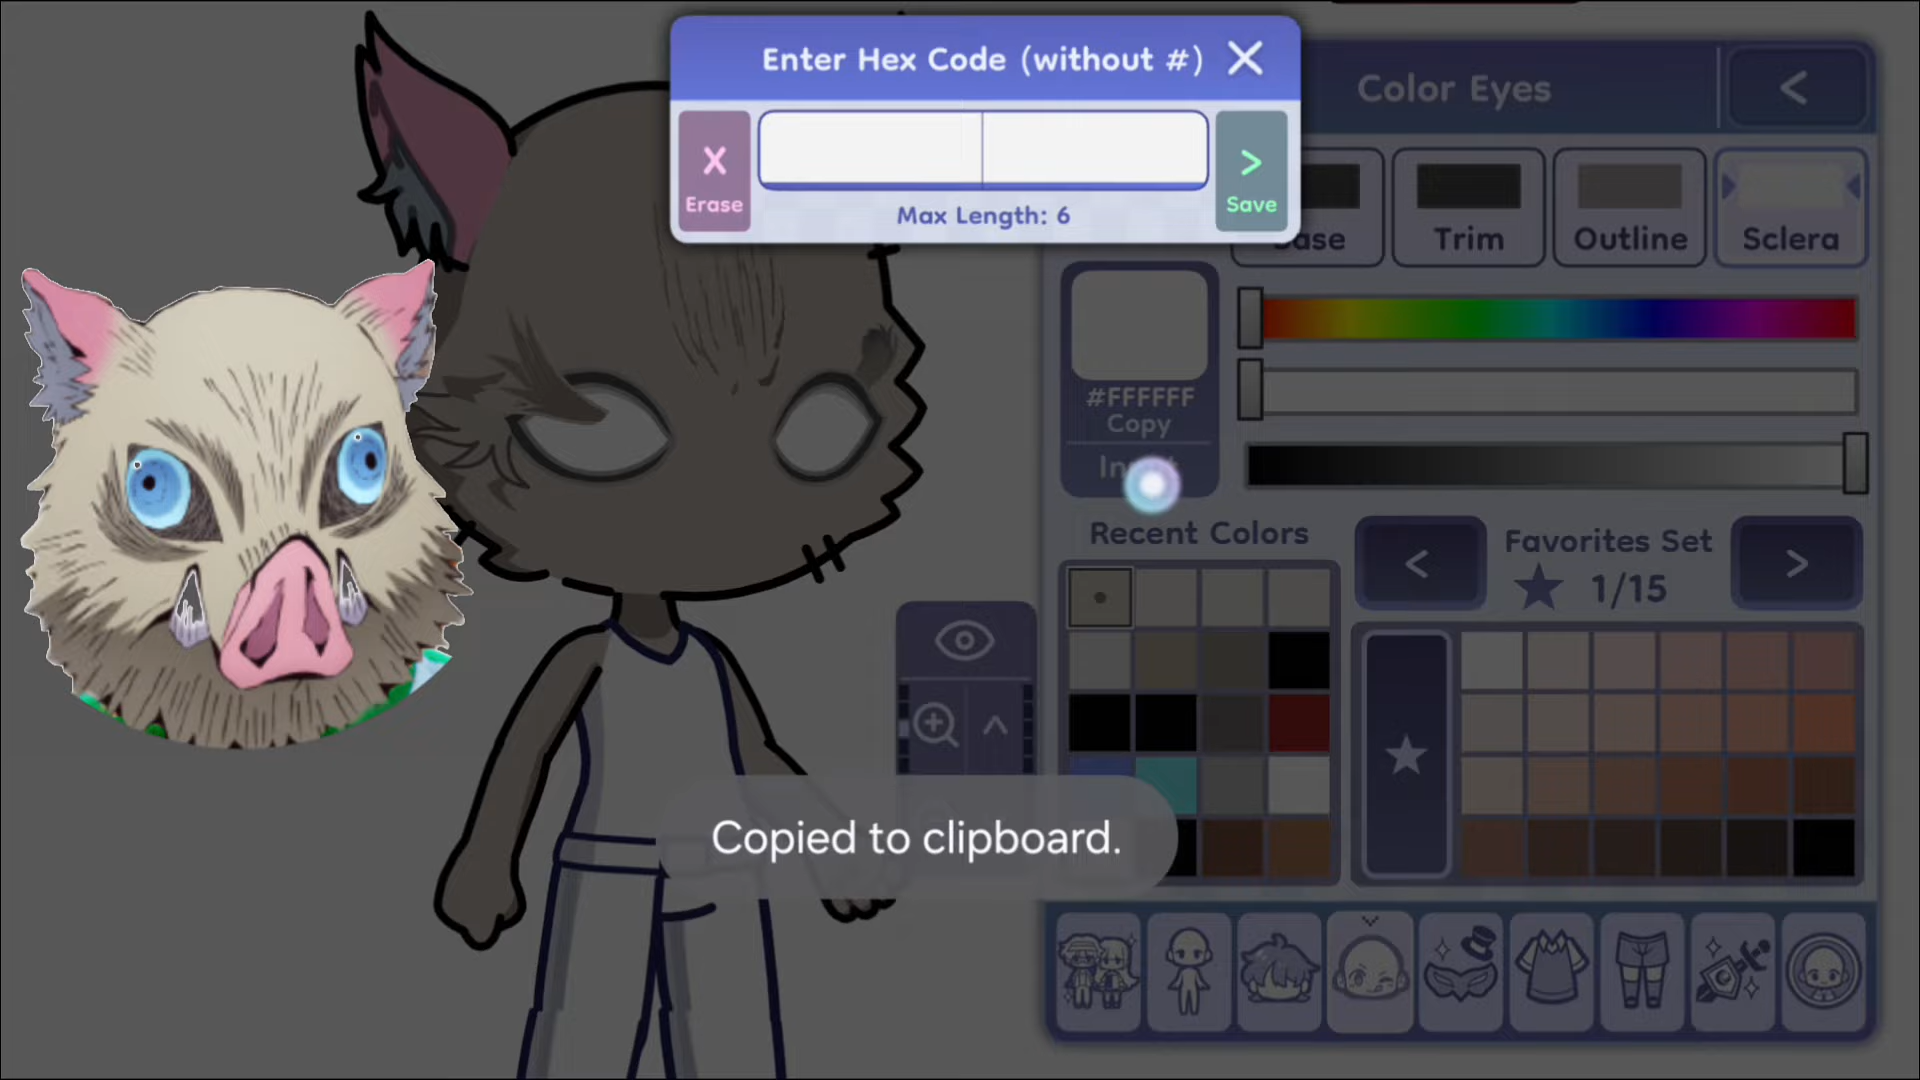 Enter Hex Code (without #)
X
Erase
>
Save
Max Length: 6
Color Eyes
<
Base
Trim
Outline
Sclera
#FFFFFF
Copy
Recent Colors
<
Favorites Set
1/15
>
Copied to clipboard.